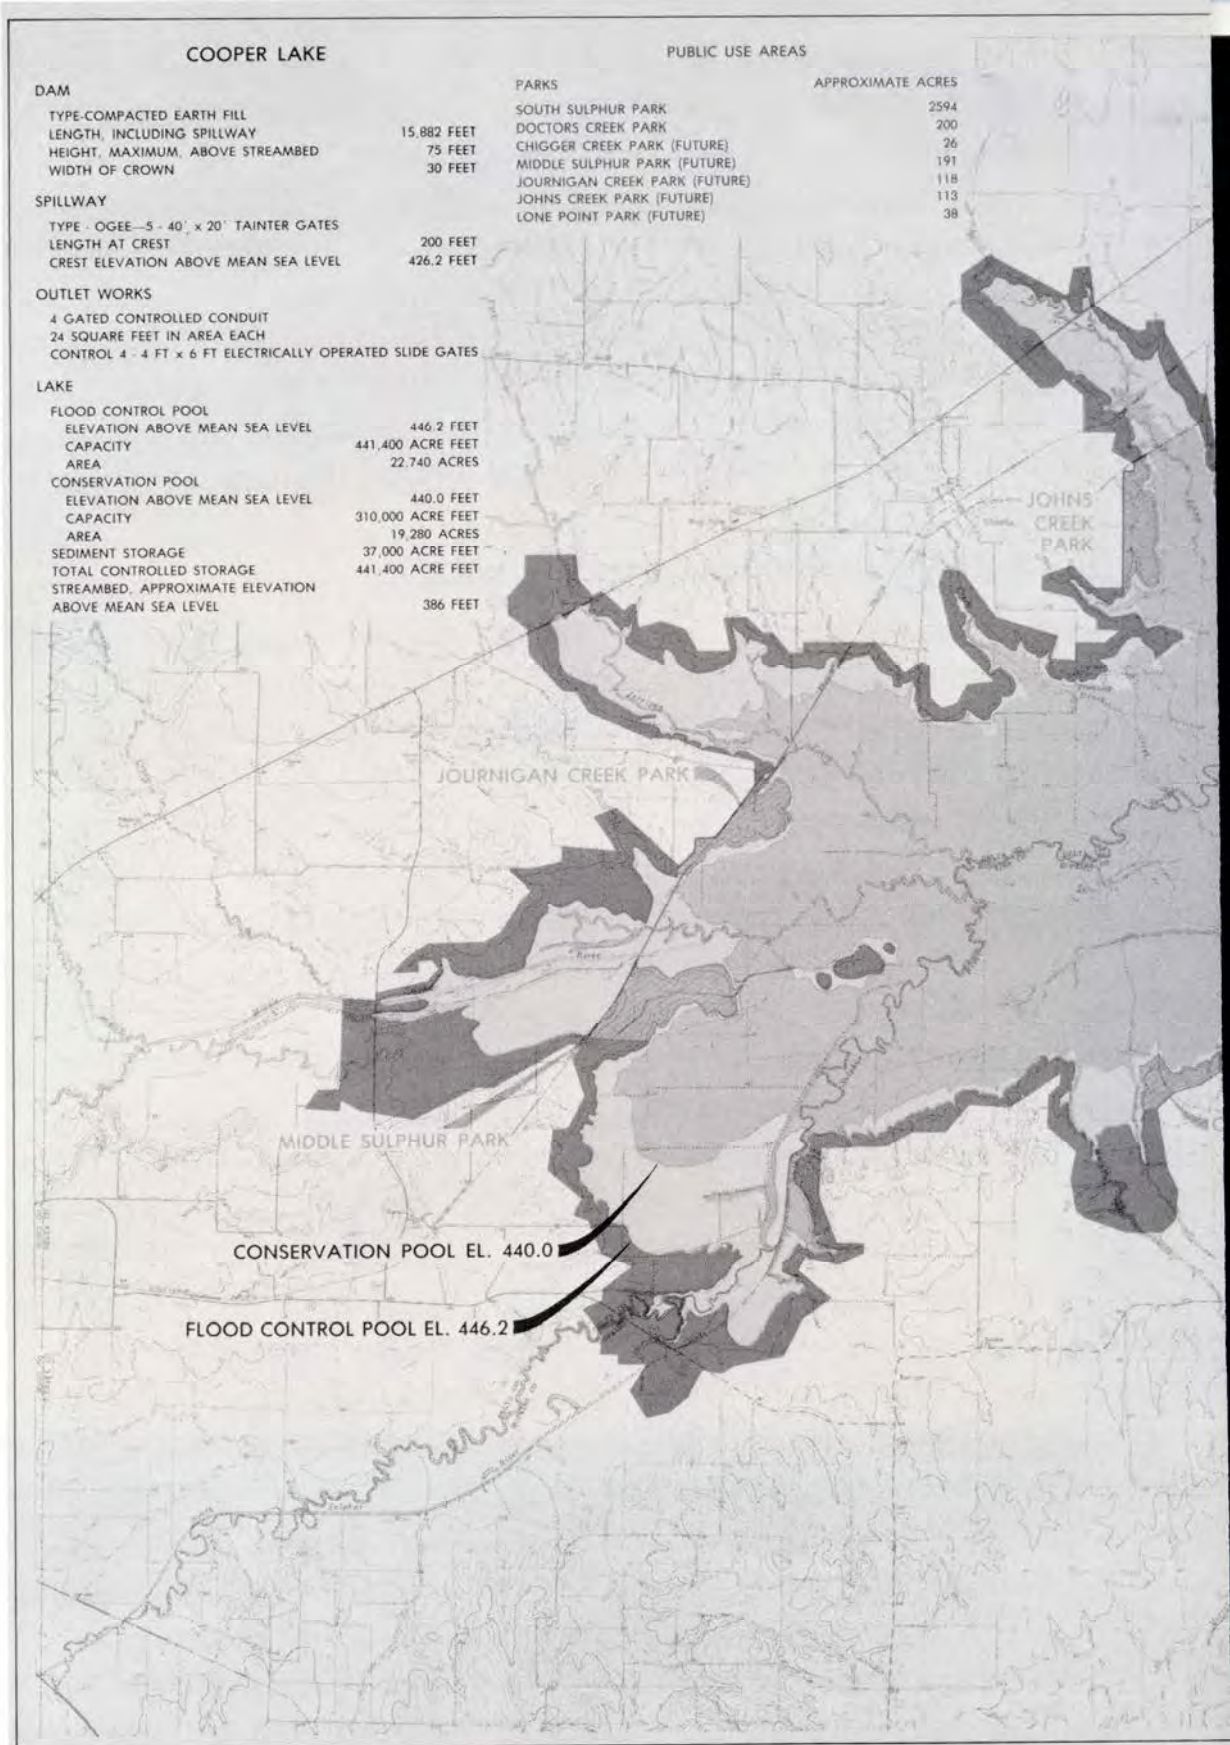 COOPER LAKE
DAM
TYPE-COMPACTED EARTH FILL
LENGTH, INCLUDING SPILLWAY 15,882 FEET
HEIGHT, MAXIMUM, ABOVE STREAMBED 75 FEET
WIDTH OF CROWN 30 FEET
SPILLWAY
TYPE - OGEE—5 - 40' x 20' TAINTER GATES
LENGTH AT CREST 200 FEET
CREST ELEVATION ABOVE MEAN SEA LEVEL 426.2 FEET
OUTLET WORKS
4 GATED CONTROLLED CONDUIT
24 SQUARE FEET IN AREA EACH
CONTROL 4 - 4 FT x 6 FT ELECTRICALLY OPERATED SLIDE GATES
LAKE
FLOOD CONTROL POOL
ELEVATION ABOVE MEAN SEA LEVEL 446.2 FEET
CAPACITY 441,400 ACRE FEET
AREA 22,740 ACRES
CONSERVATION POOL
ELEVATION ABOVE MEAN SEA LEVEL 440.0 FEET
CAPACITY 310,000 ACRE FEET
AREA 19,280 ACRES
SEDIMENT STORAGE 37,000 ACRE FEET
TOTAL CONTROLLED STORAGE 441,400 ACRE FEET
STREAMBED, APPROXIMATE ELEVATION
ABOVE MEAN SEA LEVEL 386 FEET
PUBLIC USE AREAS
PARKS APPROXIMATE ACRES
SOUTH SULPHUR PARK 2594
DOCTORS CREEK PARK 200
CHIGGER CREEK PARK (FUTURE) 26
MIDDLE SULPHUR PARK (FUTURE) 191
JOURNIGAN CREEK PARK (FUTURE) 118
JOHNS CREEK PARK (FUTURE) 113
LONE POINT PARK (FUTURE) 38
JOHNS
CREEK
PARK
JOURNIGAN CREEK PARK
River
MIDDLE SULPHUR PARK
CONSERVATION POOL EL. 440.0
FLOOD CONTROL POOL EL. 446.2
Sulphur
River